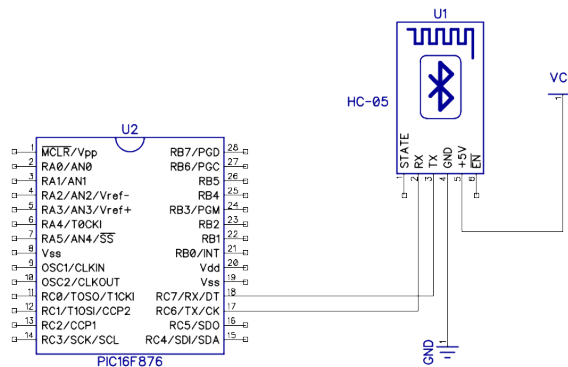 U1
HC-05
VC
1 STATE
2 RX
3 TX
4 GND
5 +5V
6 EN
1
U2
1 MCLR/Vpp RB7/PGD 28
2 RA0/AN0 RB6/PGC 27
3 RA1/AN1 RB5 26
4 RA2/AN2/Vref- RB4 25
5 RA3/AN3/Vref+ RB3/PGM 24
6 RA4/T0CKI RB2 23
7 RA5/AN4/SS RB1 22
8 Vss RB0/INT 21
9 OSC1/CLKIN Vdd 20
10 OSC2/CLKOUT Vss 19
11 RC0/TOSO/T1CKI RC7/RX/DT 18
12 RC1/T1OSI/CCP2 RC6/TX/CK 17
13 RC2/CCP1 RC5/SDO 16
14 RC3/SCK/SCL RC4/SDI/SDA 15
PIC16F876
GND
1